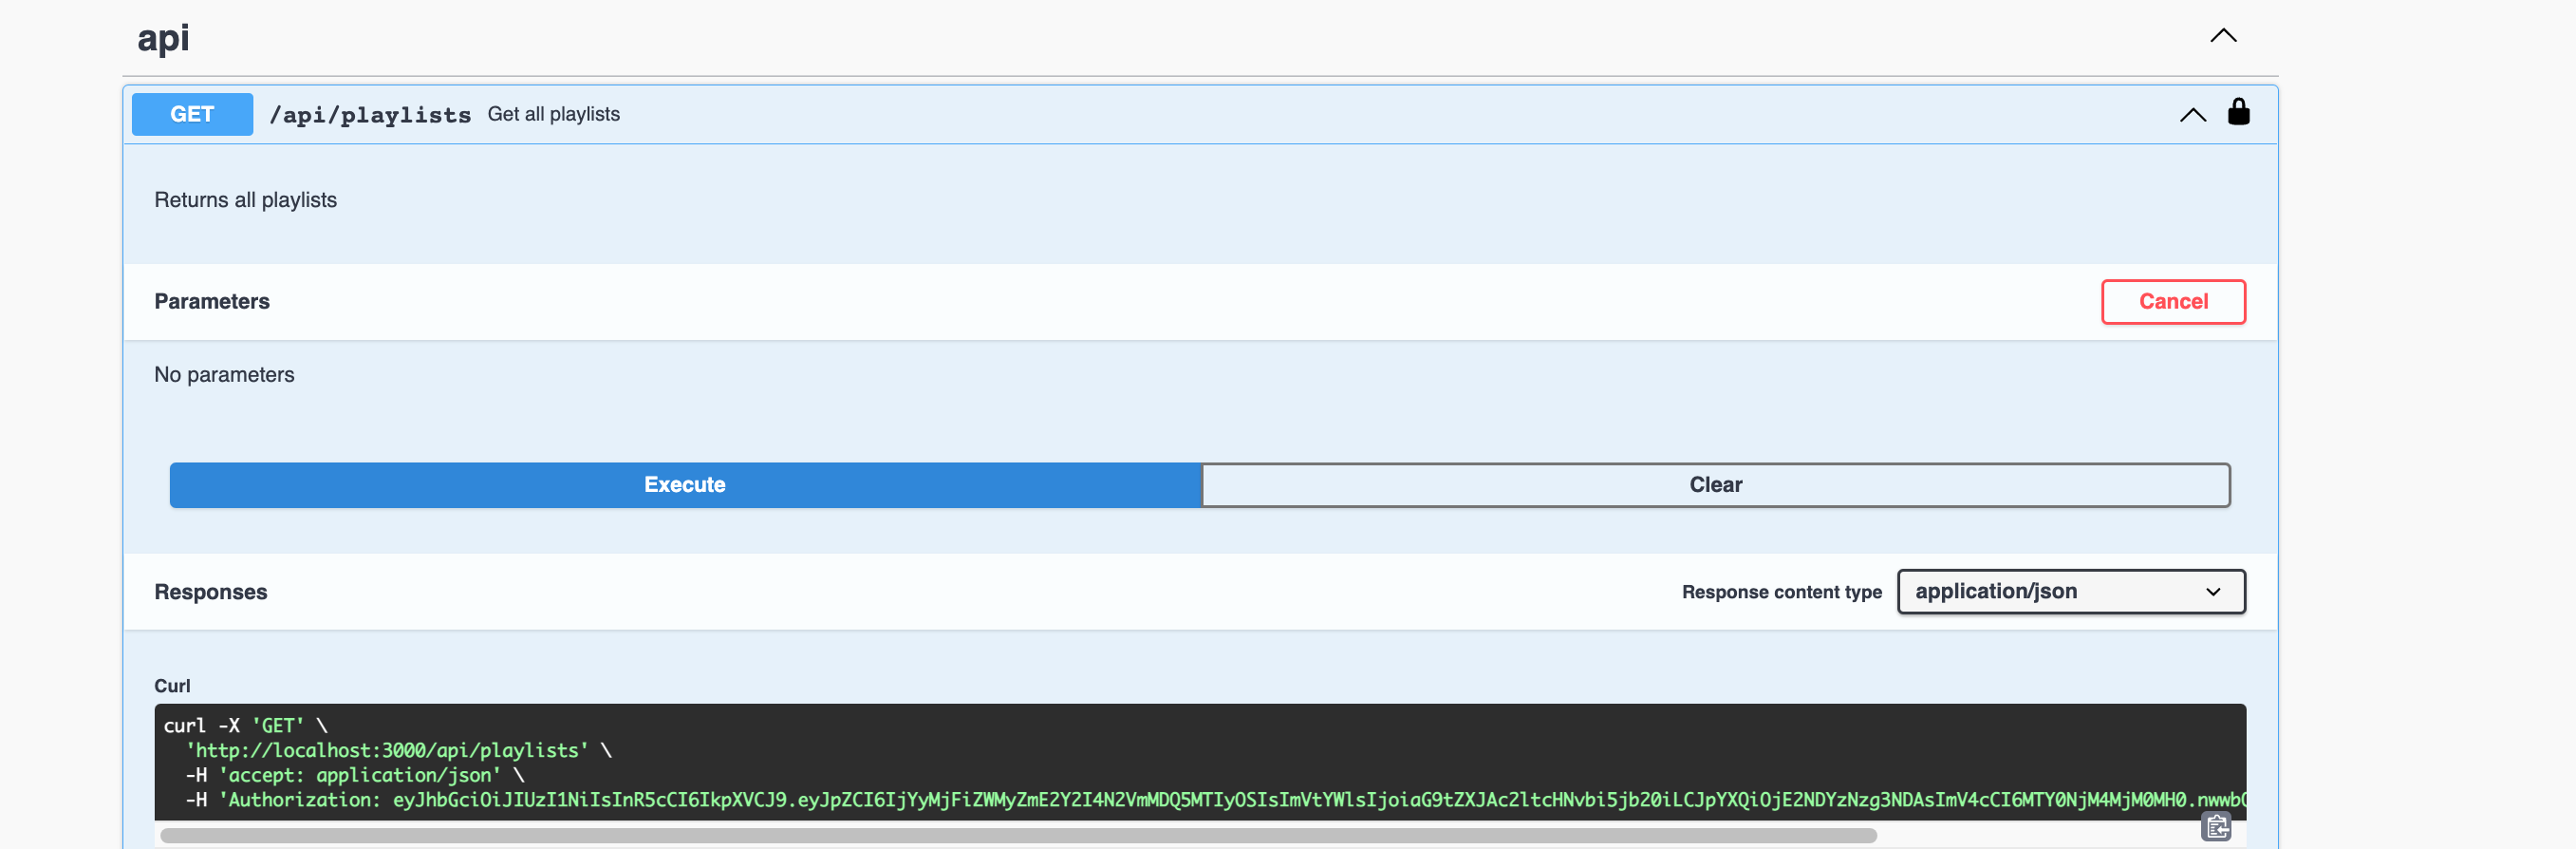 api
GET /api/playlists Get all playlists
Returns all playlists
Parameters
Cancel
No parameters
Execute
Clear
Responses
Response content type
application/json
Curl
curl -X 'GET' \
'http://localhost:3000/api/playlists' \
-H 'accept: application/json' \
-H 'Authorization: eyJhbGciOiJIUzI1NiIsInR5cCI6IkpXVCJ9.eyJpZCI6IjYyMjFiZWMyZmE2Y2I4N2VmMDQ5MTIyOSIsImVtYWlsIjoiaG9tZXJAc2ltcHNvbi5jb20iLCJpYXQiOjE2NDYzNzg3NDAsImV4cCI6MTY0NjM4MjM0MH0.nwwb